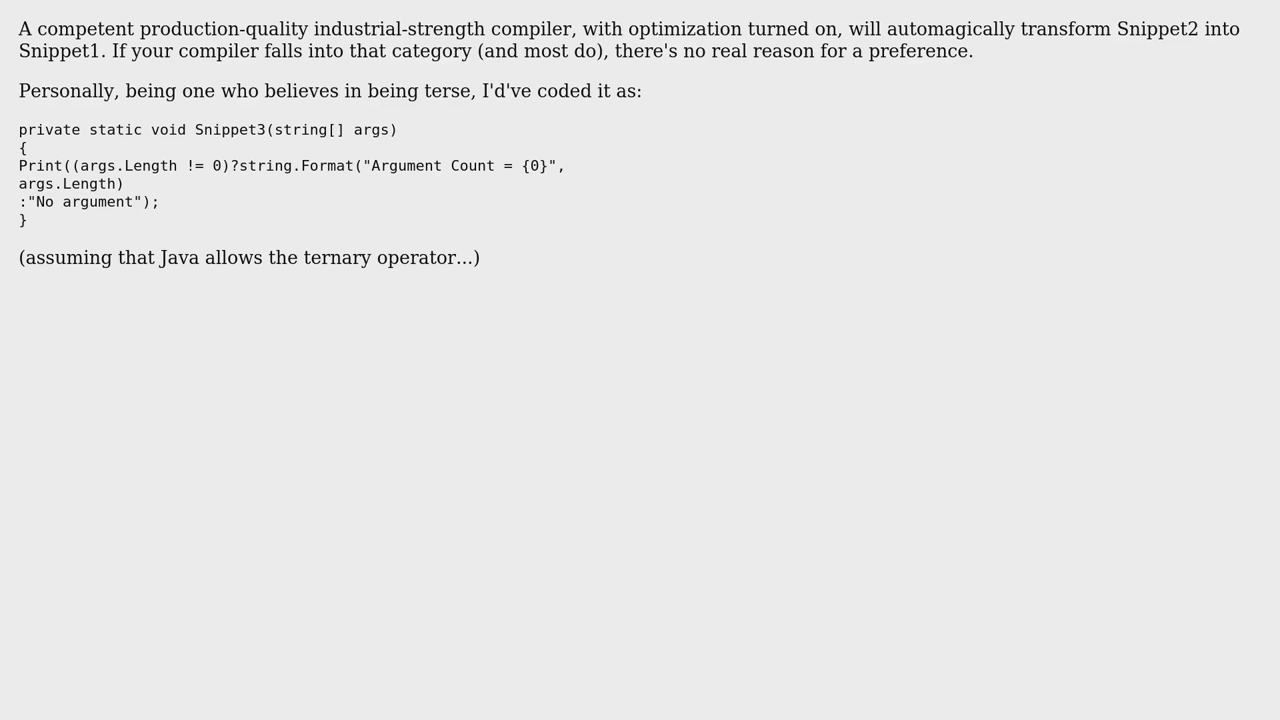 A competent production-quality industrial-strength compiler, with optimization turned on, will automagically transform Snippet2 into
Snippet1. If your compiler falls into that category (and most do), there's no real reason for a preference.
Personally, being one who believes in being terse, I'd've coded it as:
private static void Snippet3(string[] args)
{
Print((args.Length != 0)?string.Format("Argument Count = {0}",
args.Length)
:"No argument");
}
(assuming that Java allows the ternary operator...)